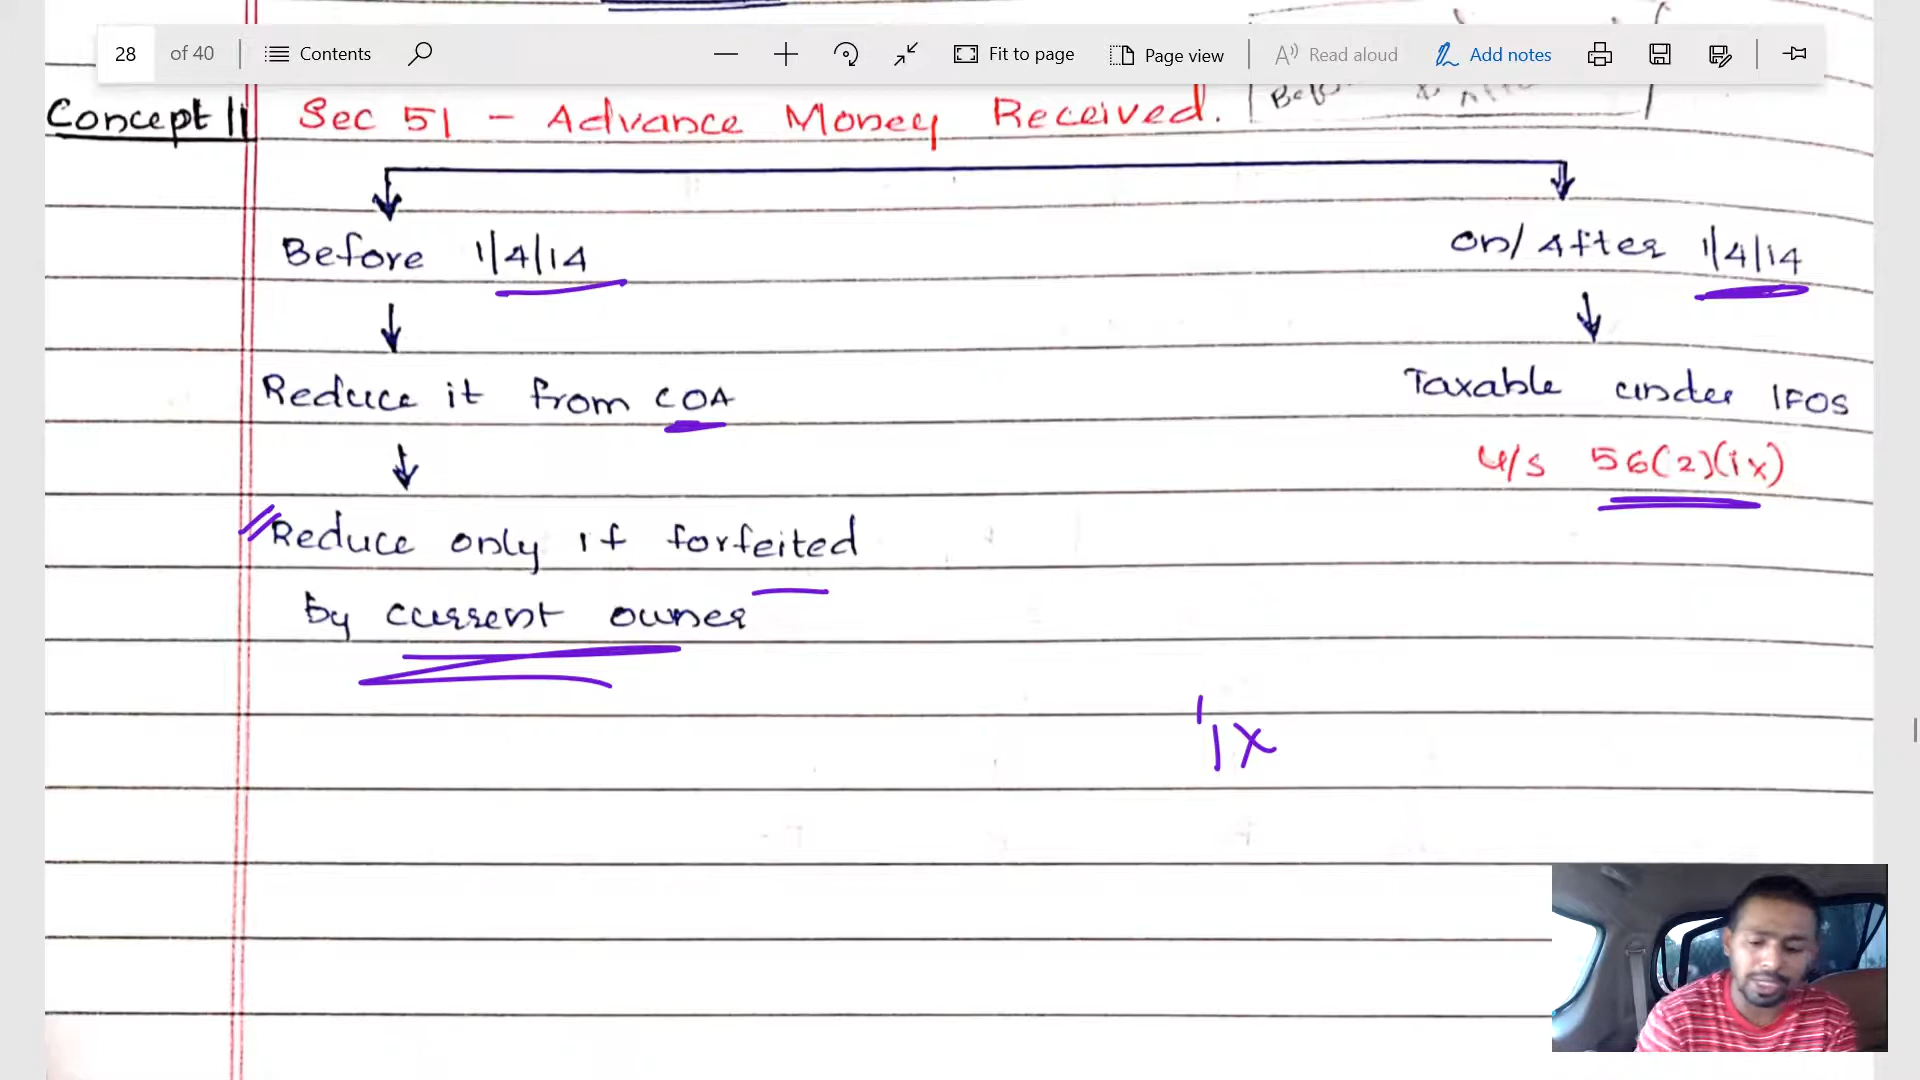 28 of 40 Contents Fit to page Page view Read aloud Add notes
Concept 11 Sec 51 - Advance Money Received.
Before 1/4/14
on/ After 1/4/14
Reduce it from COA
Taxable under IFOS
u/s 56(2)(ix)
Reduce only if forfeited
by current owner
ix